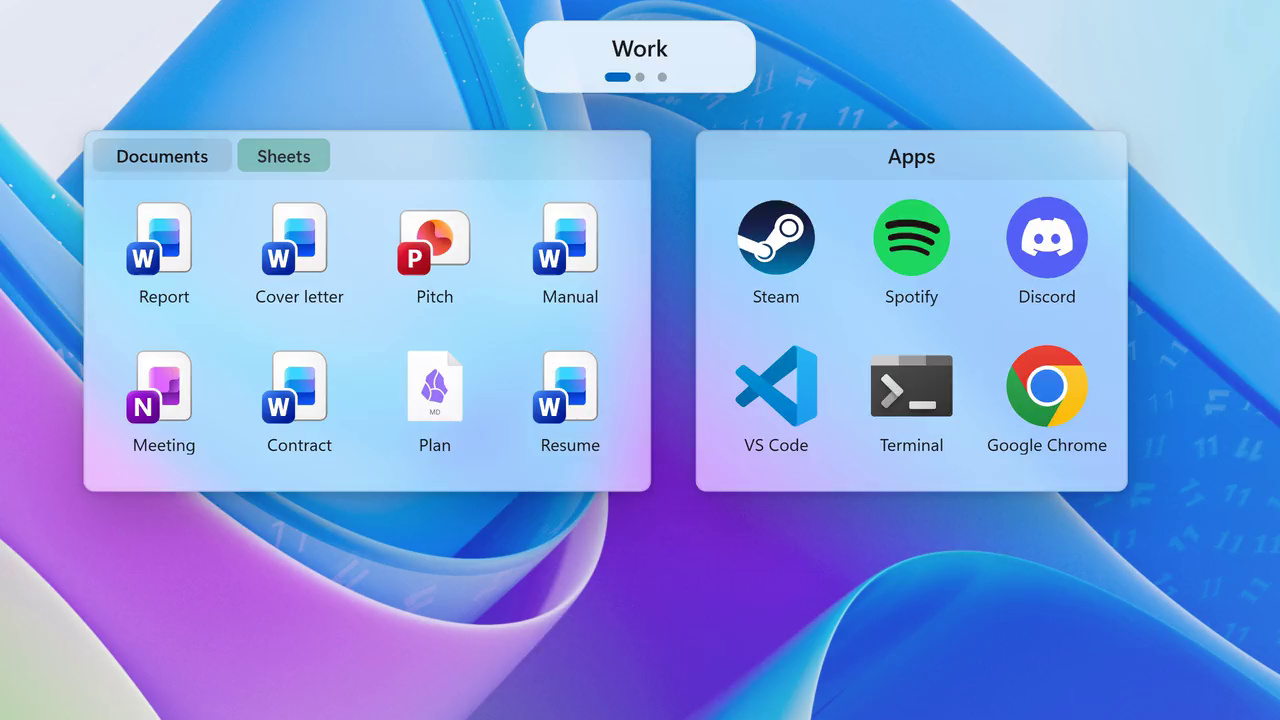 Work
Documents Sheets
W Report
W Cover letter
P Pitch
W Manual
N Meeting
W Contract
MD Plan
W Resume
Apps
Steam
Spotify
Discord
VS Code
Terminal
Google Chrome